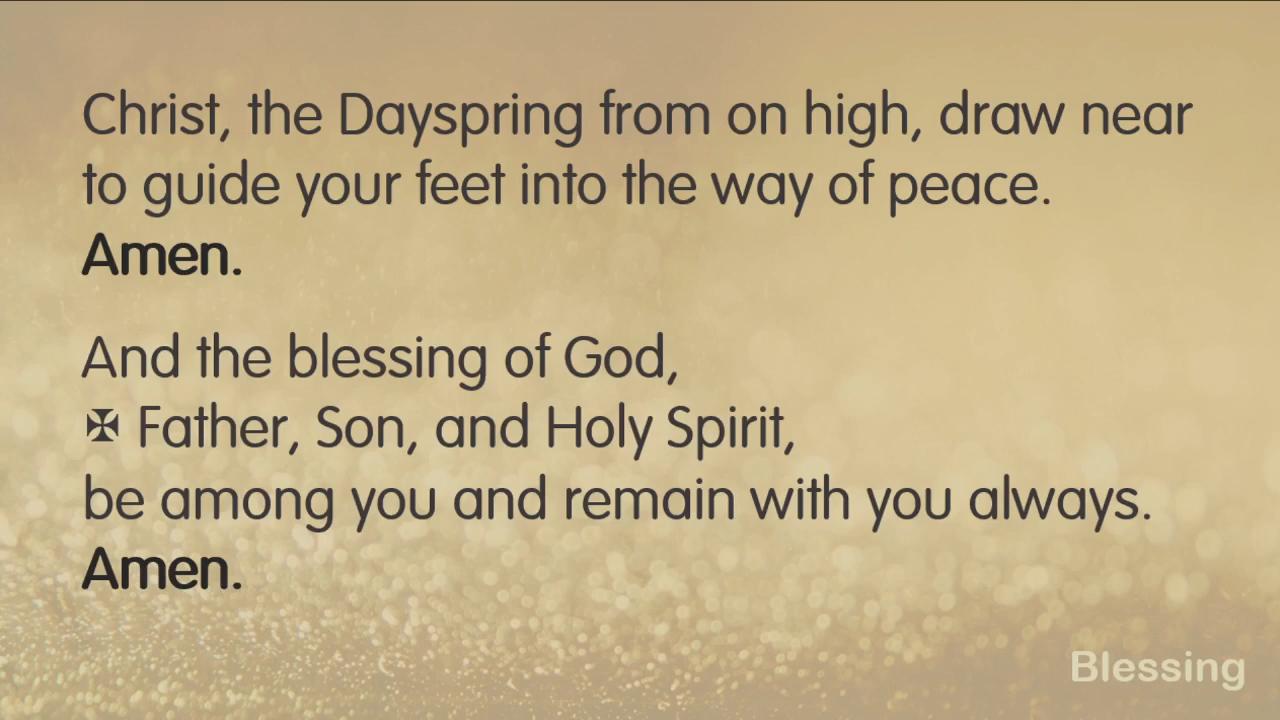 Christ, the Dayspring from on high, draw near
to guide your feet into the way of peace.
Amen.
And the blessing of God,
✠ Father, Son, and Holy Spirit,
be among you and remain with you always.
Amen.
Blessing